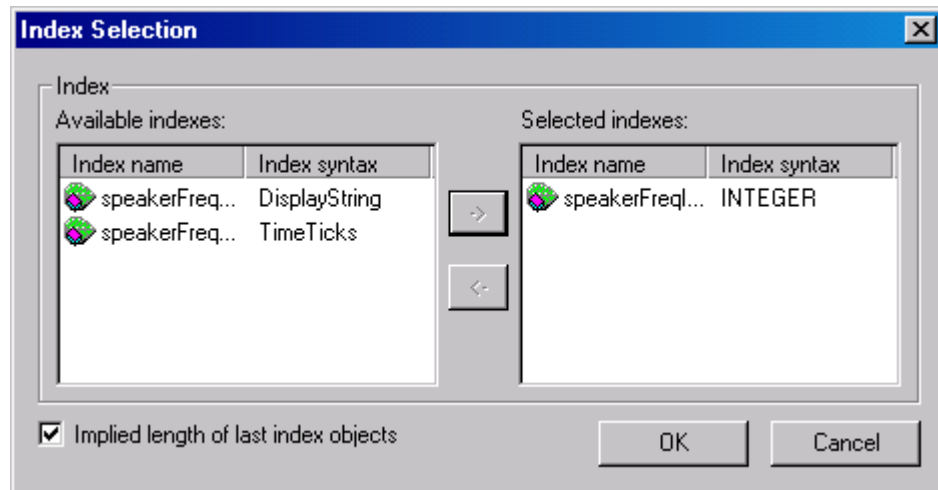 Index Selection
Index
Available indexes:
Index name Index syntax
speakerFreq... DisplayString
speakerFreq... TimeTicks
->
<-
Selected indexes:
Index name Index syntax
speakerFreqI... INTEGER
Implied length of last index objects
OK
Cancel